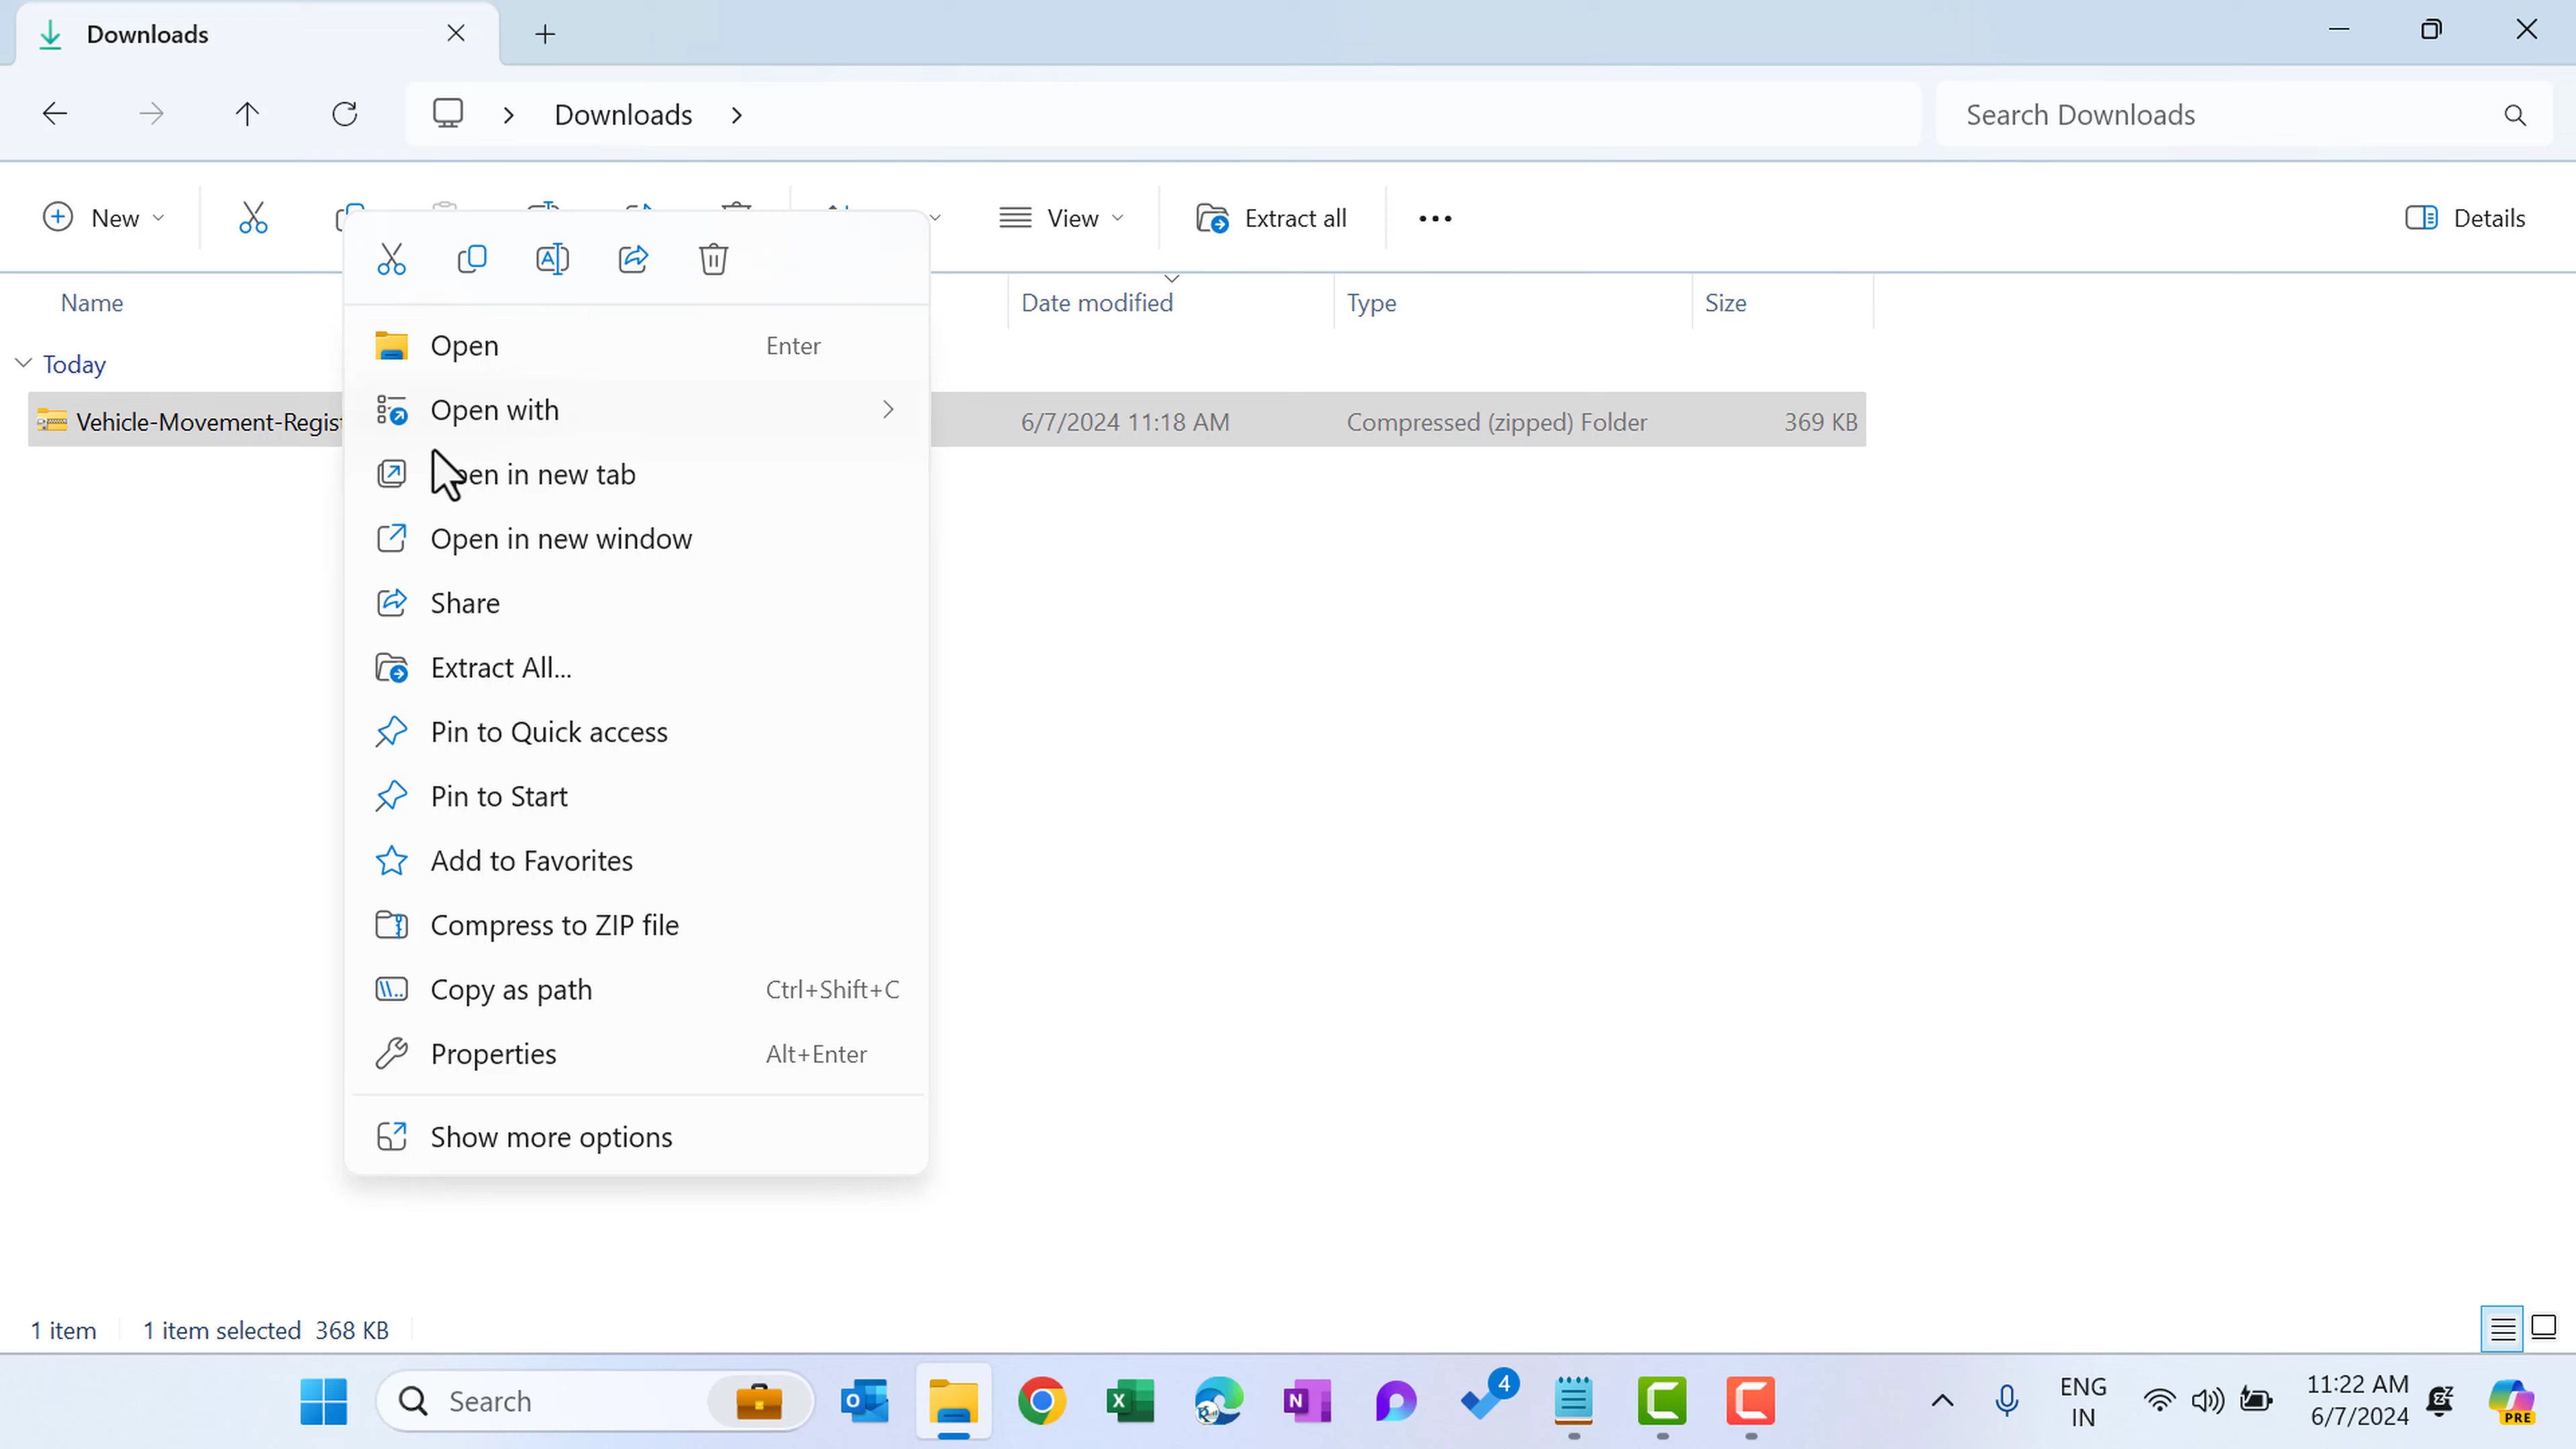 Downloads
Downloads
Search Downloads
New
View
Extract all
Details
Name
Date modified
Type
Size
Today
Vehicle-Movement-Regist
6/7/2024 11:18 AM
Compressed (zipped) Folder
369 KB
Open Enter
Open with
en in new tab
Open in new window
Share
Extract All...
Pin to Quick access
Pin to Start
Add to Favorites
Compress to ZIP file
Copy as path Ctrl+Shift+C
Properties Alt+Enter
Show more options
1 item
1 item selected 368 KB
Search
4
ENG
IN
11:22 AM
6/7/2024
PRE